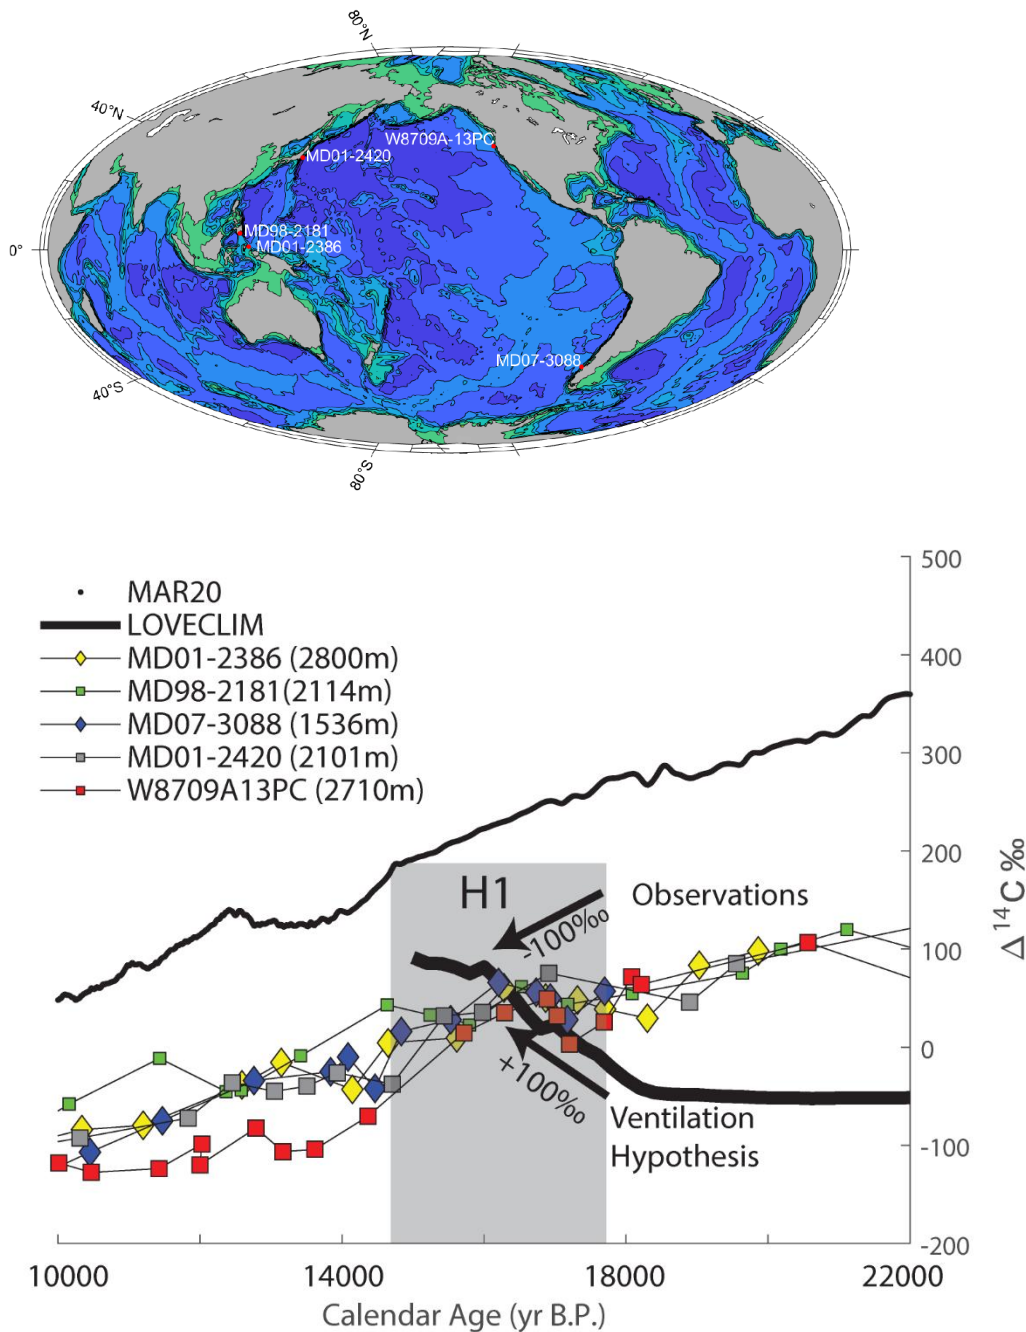 80°N
40°N
W8709A-13PC
MD01-2420
MD98-2181
MD01-2386
0°
MD07-3088
40°S
80°S
500
MAR20
LOVECLIM
MD01-2386 (2800m)
400
MD98-2181(2114m)
MD07-3088 (1536m)
MD01-2420 (2101m)
300
W8709A13PC (2710m)
200
Δ14C ‰
H1
Observations
-100‰
100
0
+100‰
Ventilation
Hypothesis
-100
-200
10000 14000 18000 22000
Calendar Age (yr B.P.)